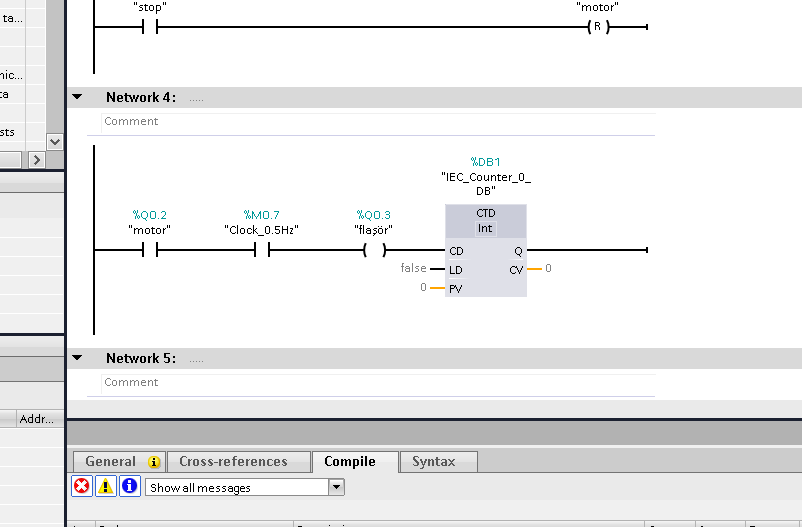 "stop"
"motor"
R
ta...
nic...
ta
sts
Network 4: .....
Comment
%DB1
"IEC_Counter_0_
DB"
%Q0.2
%M0.7
%Q0.3
CTD
"motor"
"Clock_0.5Hz"
"flaşör"
Int
CD
Q
false
LD
CV
0
0
PV
Network 5: .....
Comment
Addr...
General
Cross-references
Compile
Syntax
Show all messages